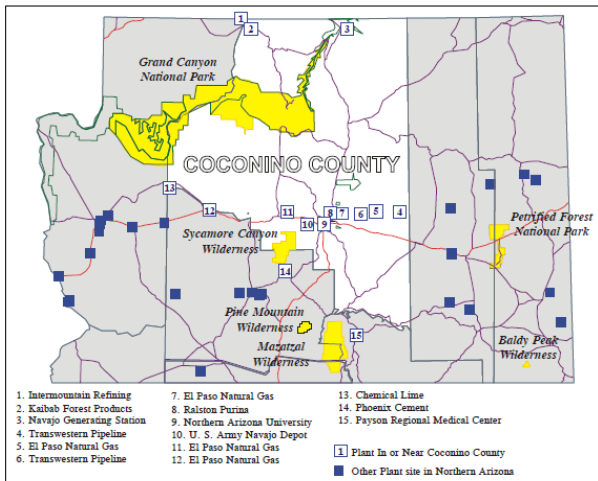 1
2
3
Grand Canyon
National Park
COCONINO COUNTY
13
12
11
8
7
6
5
4
10
9
Petrified Forest
National Park
Sycamore Canyon
Wilderness
14
Pine Mountain
Wilderness
Mazatzal
Wilderness
15
Baldy Peak
Wilderness
1. Intermountain Refining
2. Kaibab Forest Products
3. Navajo Generating Station
4. Transwestern Pipeline
5. El Paso Natural Gas
6. Transwestern Pipeline
7. El Paso Natural Gas
8. Ralston Purina
9. Northern Arizona University
10. U. S. Army Navajo Depot
11. El Paso Natural Gas
12. El Paso Natural Gas
13. Chemical Lime
14. Phoenix Cement
15. Payson Regional Medical Center
1 Plant In or Near Coconino County
Other Plant site in Northern Arizona